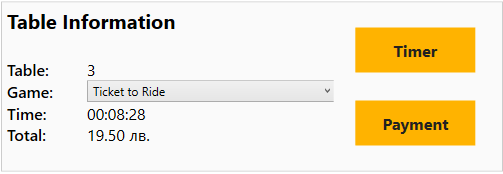 Table Information
Timer
Table: 3
Game: Ticket to Ride
Time: 00:08:28
Total: 19.50 лв.
Payment